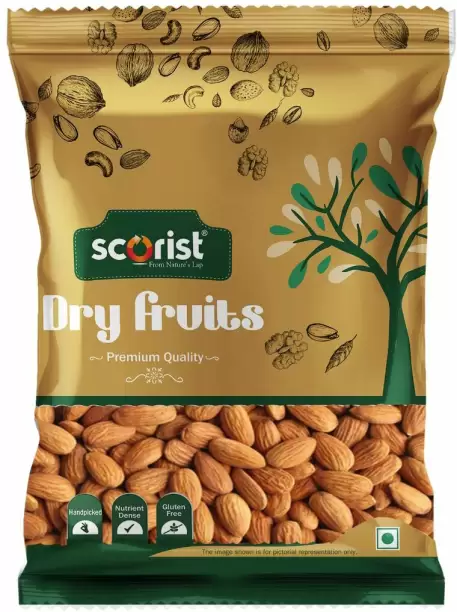 scorist®
From Nature's Lap
Dry fruits
Premium Quality
Handpicked
Nutrient
Dense
Gluten
Free
The image shown is for pictorial representation only.